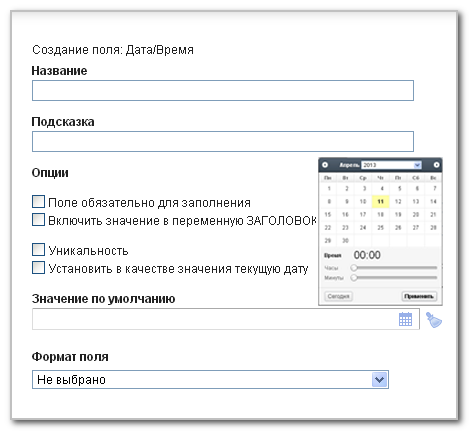 Создание поля: Дата/Время
Название
Подсказка
Опции
Поле обязательно для заполнения
Включить значение в переменную ЗАГОЛОВОК
Уникальность
Установить в качестве значения текущую дату
Апрель 2013
Пн Вт Ср Чт Пт Сб Вс
1 2 3 4 5 6 7
8 9 10 11 12 13 14
15 16 17 18 19 20 21
22 23 24 25 26 27 28
29 30
Время 00:00
Часы
Минуты
Сегодня Применить
Значение по умолчанию
Формат поля
Не выбрано